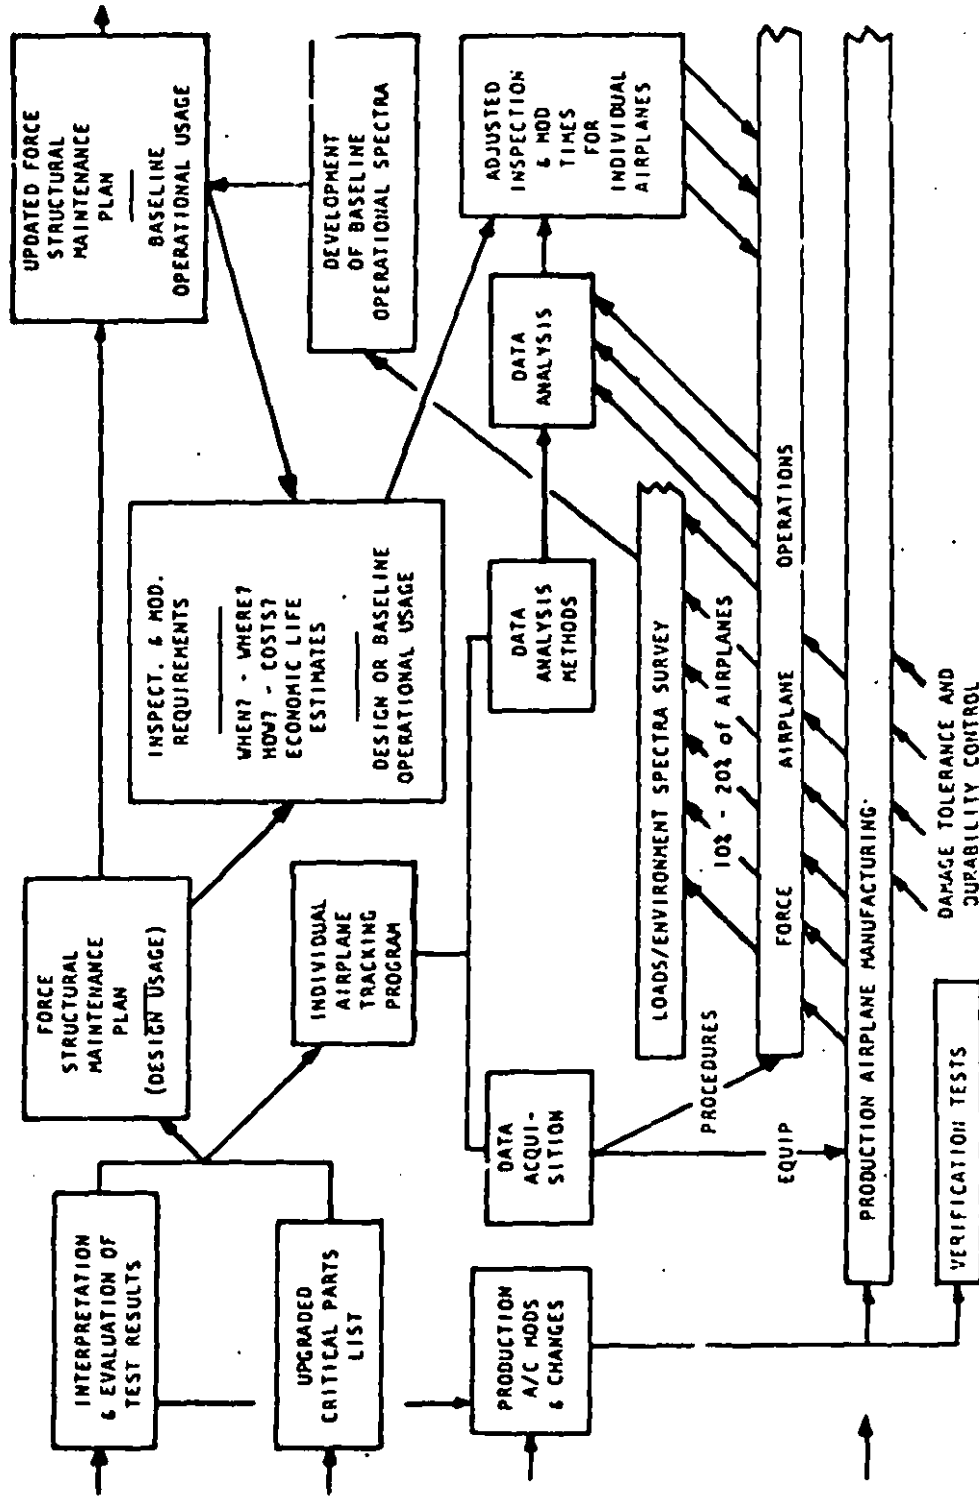 INTERPRETATION
& EVALUATION OF
TEST RESULTS
UPGRADED
CRITICAL PARTS
LIST
PRODUCTION
A/C MODS
& CHANGES
FORCE
STRUCTURAL
MAINTENANCE
PLAN
(DESIGN USAGE)
INDIVIDUAL
AIRPLANE
TRACKING
PROGRAM
DATA
ACQUI-
SITION
PROCEDURES
EQUIP
INSPECT. & MOD.
REQUIREMENTS
WHEN? - WHERE?
HOW? - COSTS?
ECONOMIC LIFE
ESTIMATES
DESIGN OR BASELINE
OPERATIONAL USAGE
DATA
ANALYSIS
METHODS
DATA
ANALYSIS
UPDATED FORCE
STRUCTURAL
MAINTENANCE
PLAN
BASELINE
OPERATIONAL USAGE
DEVELOPMENT
OF BASELINE
OPERATIONAL SPECTRA
ADJUSTED
INSPECTION
& MOD
TIMES
FOR
INDIVIDUAL
AIRPLANES
LOADS/ENVIRONMENT SPECTRA SURVEY
10% - 20% of AIRPLANES
FORCE AIRPLANE OPERATIONS
PRODUCTION AIRPLANE MANUFACTURING
VERIFICATION TESTS
DAMAGE TOLERANCE AND
DURABILITY CONTROL